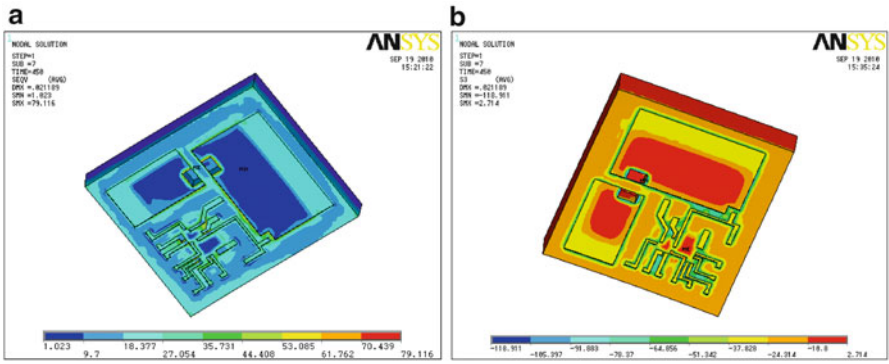 a
1
NODAL SOLUTION
STEP=1
SUB =7
TIME=450
SEQV (AVG)
DMX =.021189
SMN =1.023
SMX =79.116
ANSYS
SEP 19 2010
15:21:22
1.023 18.377 35.731 53.085 70.439
9.7 27.054 44.408 61.762 79.116
b
1
NODAL SOLUTION
STEP=1
SUB =7
TIME=450
S3 (AVG)
DMX =.021189
SMN =-118.911
SMX =2.714
ANSYS
SEP 19 2010
15:35:24
-118.911 -91.883 -64.856 -37.828 -10.8
-105.397 -78.37 -51.342 -24.314 2.714